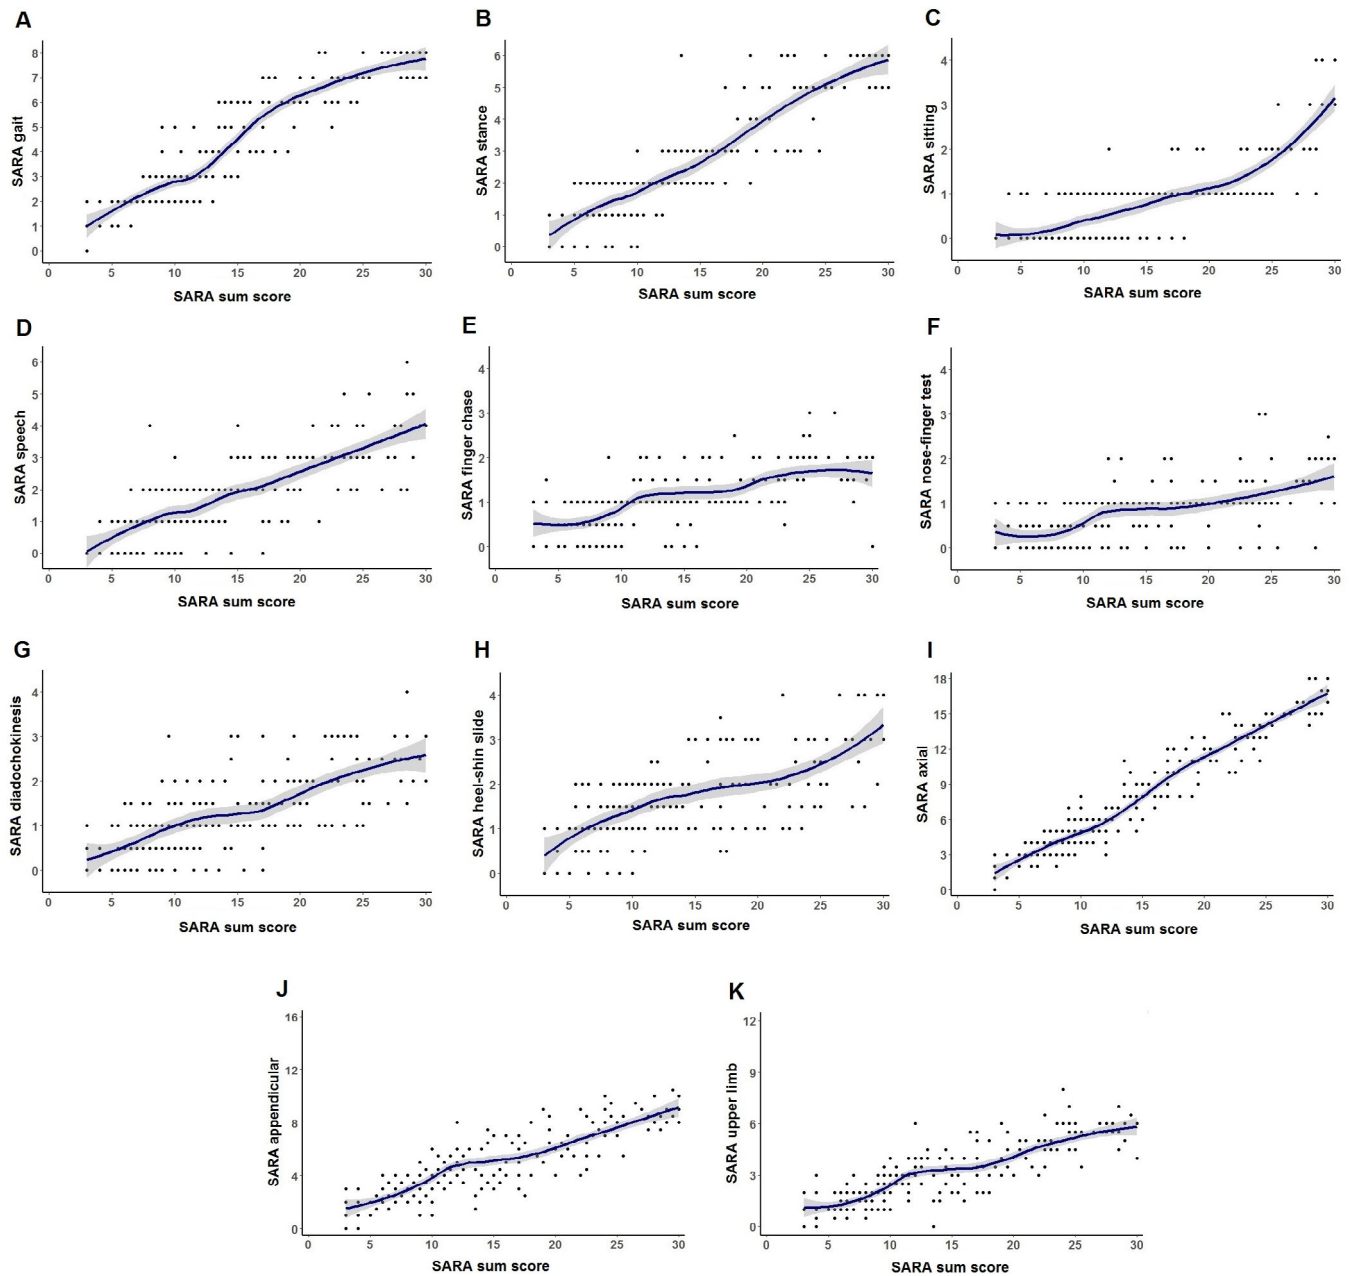 A
SARA gait
8
7
6
5
4
3
2
1
0
0 5 10 15 20 25 30
SARA sum score
B
SARA stance
6
5
4
3
2
1
0
0 5 10 15 20 25 30
SARA sum score
C
SARA sitting
4
3
2
1
0
0 5 10 15 20 25 30
SARA sum score
D
SARA speech
6
5
4
3
2
1
0
0 5 10 15 20 25 30
SARA sum score
E
SARA finger chase
4
3
2
1
0
0 5 10 15 20 25 30
SARA sum score
F
SARA nose-finger test
4
3
2
1
0
0 5 10 15 20 25 30
SARA sum score
G
SARA diadochokinesis
4
3
2
1
0
0 5 10 15 20 25 30
SARA sum score
H
SARA heel-shin slide
4
3
2
1
0
0 5 10 15 20 25 30
SARA sum score
I
SARA axial
18
15
12
9
6
3
0
0 5 10 15 20 25 30
SARA sum score
J
SARA appendicular
16
12
8
4
0
0 5 10 15 20 25 30
SARA sum score
K
SARA upper limb
12
9
6
3
0
0 5 10 15 20 25 30
SARA sum score